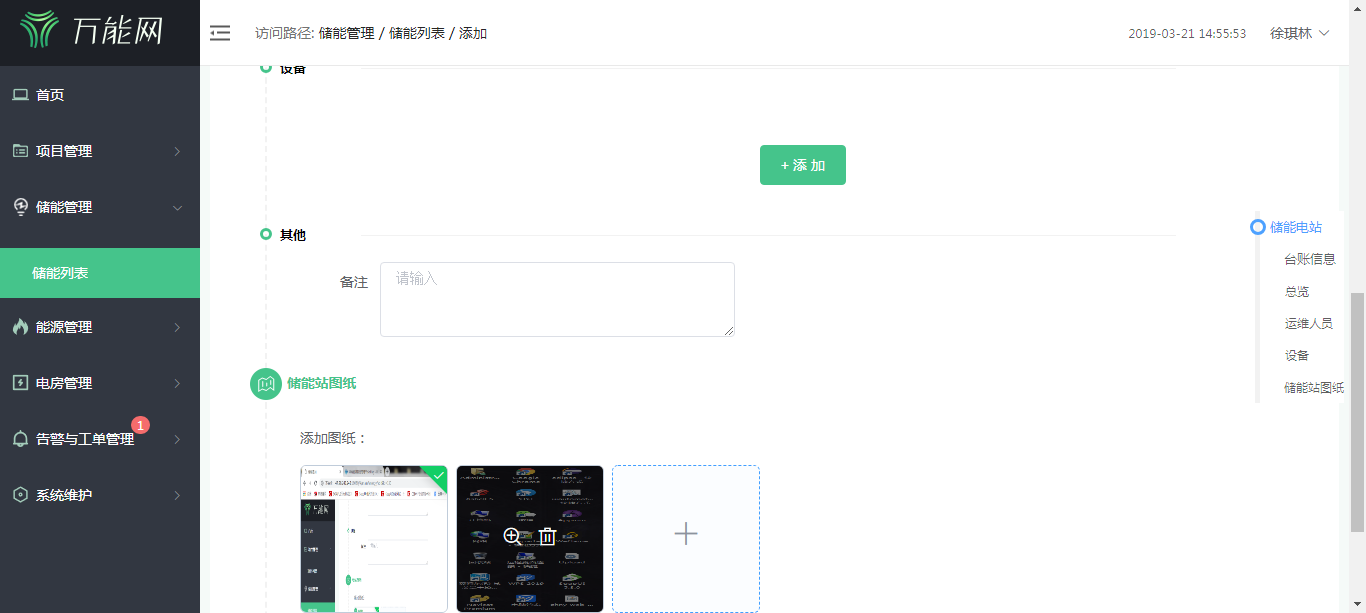 万能网
访问路径: 储能管理 / 储能列表 / 添加
2019-03-21 14:55:53
徐琪林
首页
项目管理
储能管理
储能列表
能源管理
电房管理
告警与工单管理
1
系统维护
设备
+ 添 加
其他
备注
请输入
储能站图纸
添加图纸：
储能电站
台账信息
总览
运维人员
设备
储能站图纸